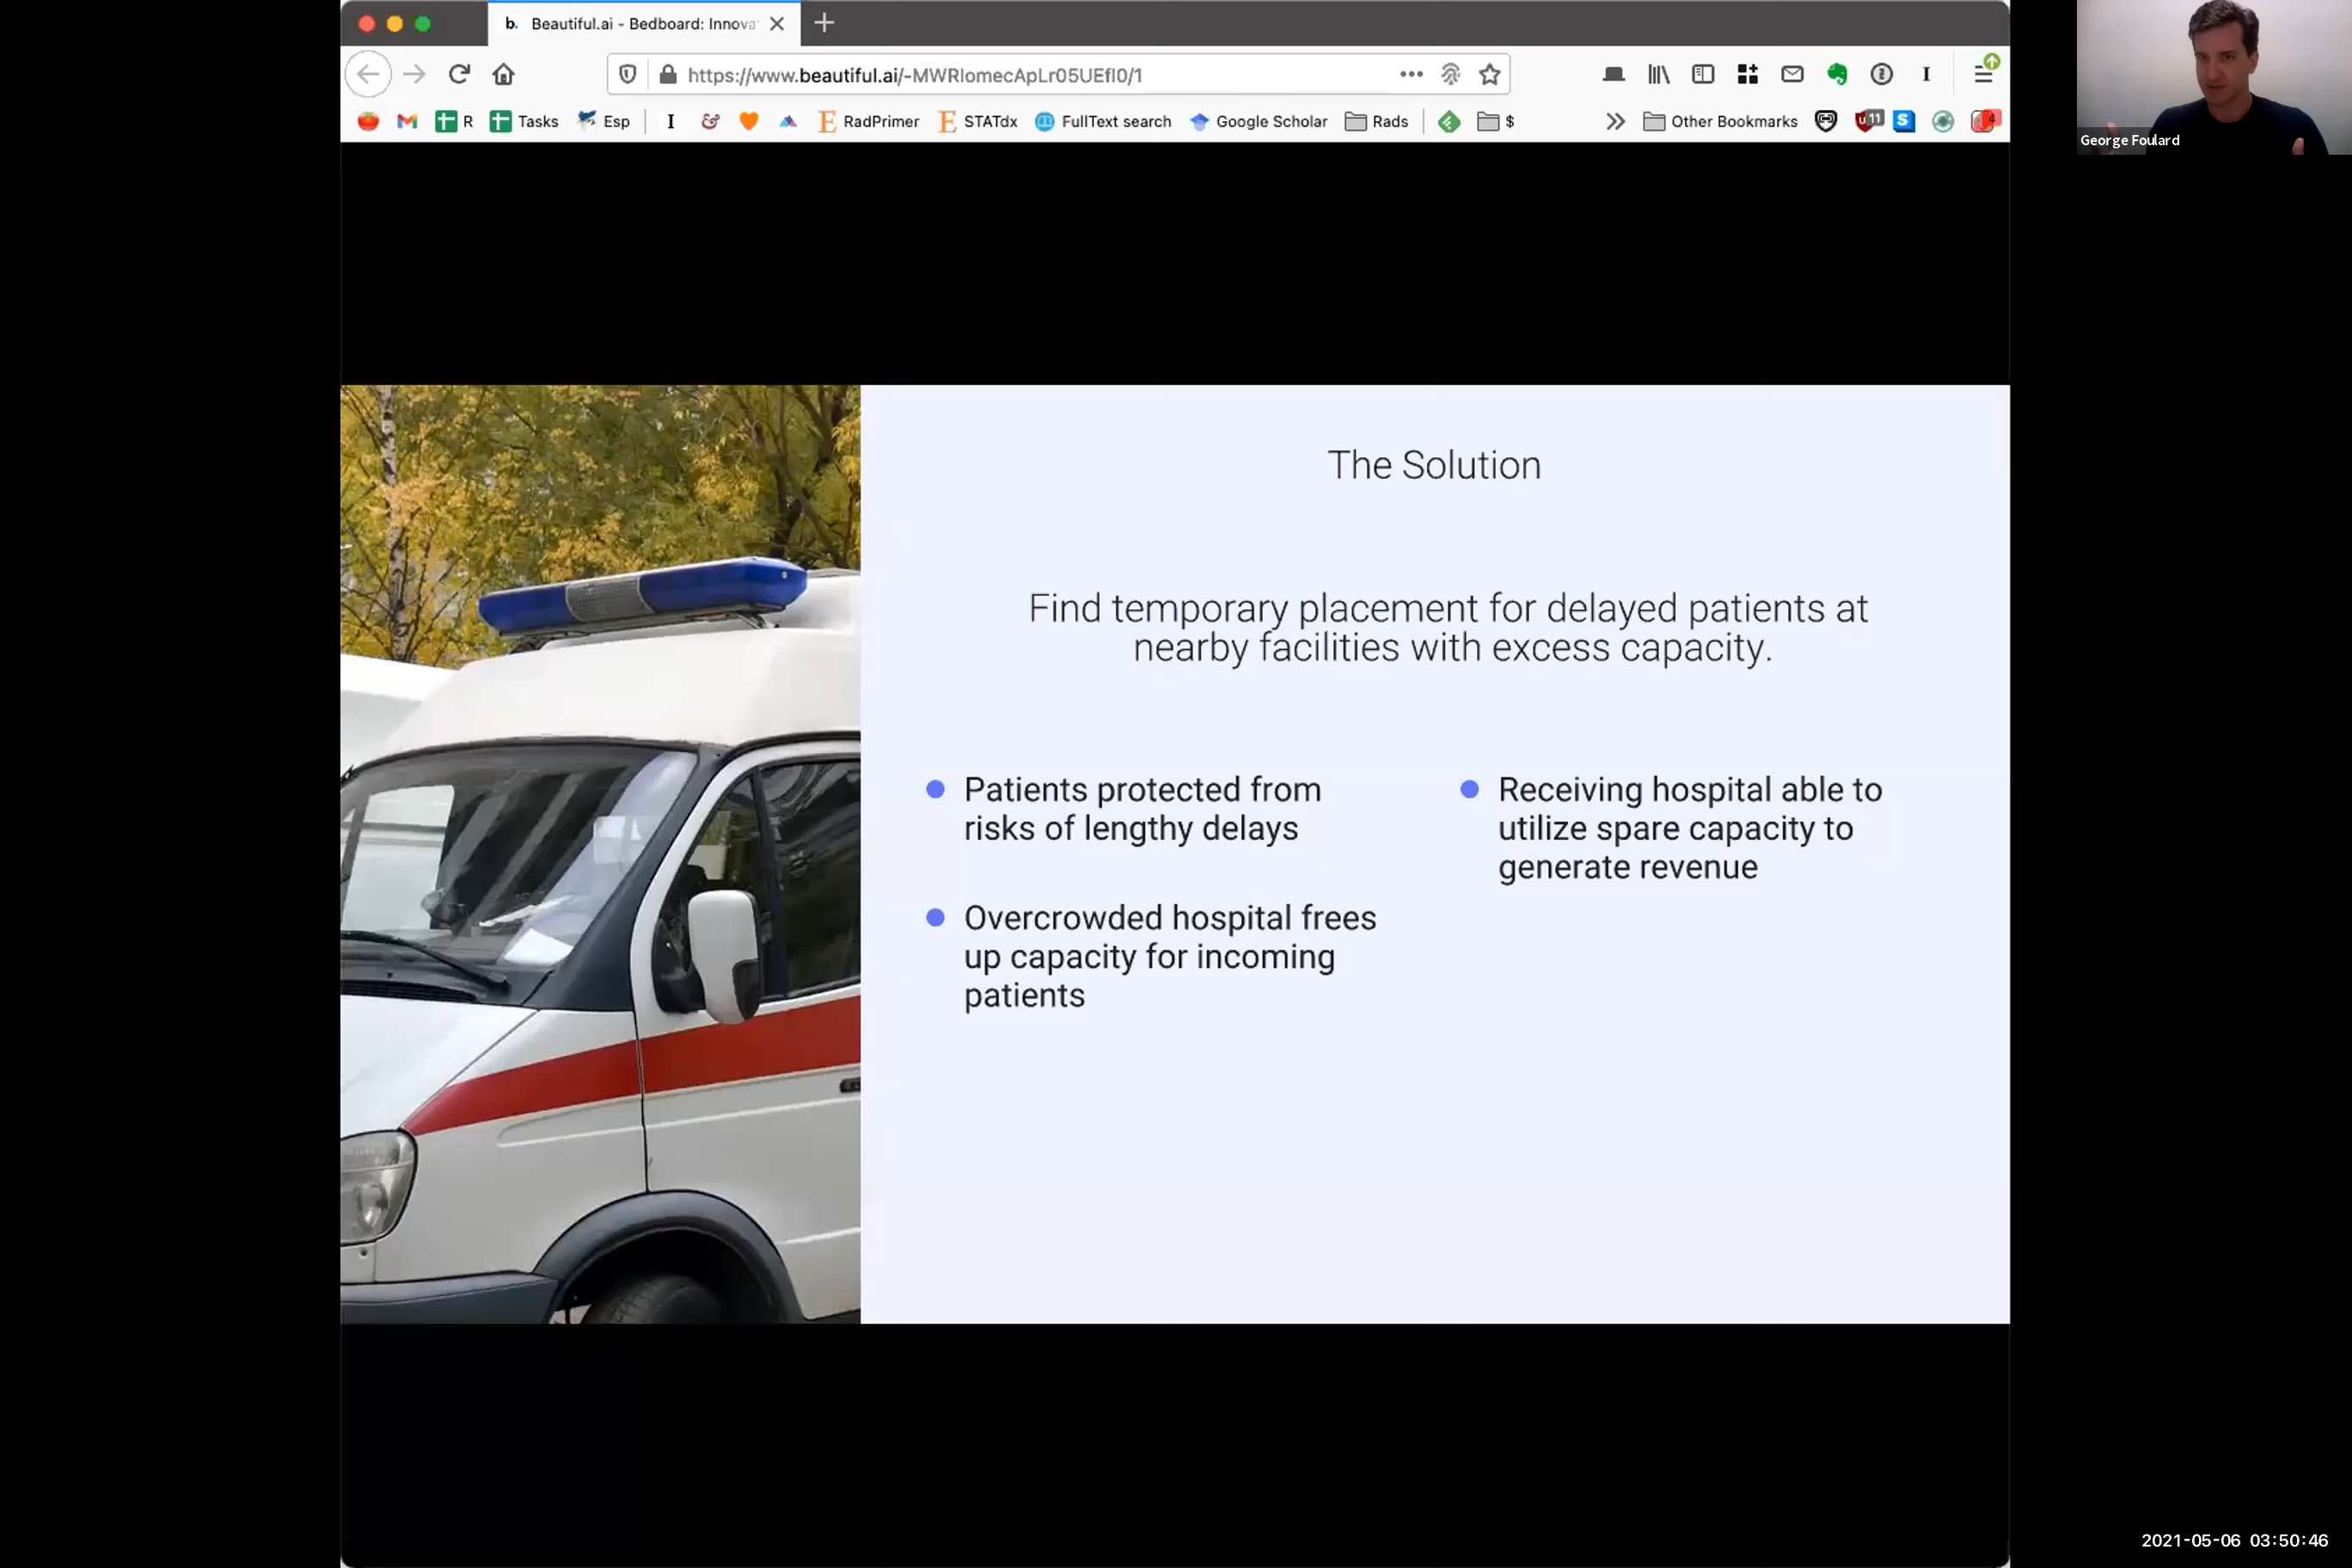 b. Beautiful.ai - Bedboard: Innova
https://www.beautiful.ai/-MWRIomecApLr05UEfI0/1
R Tasks Esp I & RadPrimer STATdx FullText search Google Scholar Rads $ Other Bookmarks 11 S 4
George Foulard
The Solution
Find temporary placement for delayed patients at
nearby facilities with excess capacity.
Patients protected from
risks of lengthy delays
Overcrowded hospital frees
up capacity for incoming
patients
Receiving hospital able to
utilize spare capacity to
generate revenue
2021-05-06 03:50:46